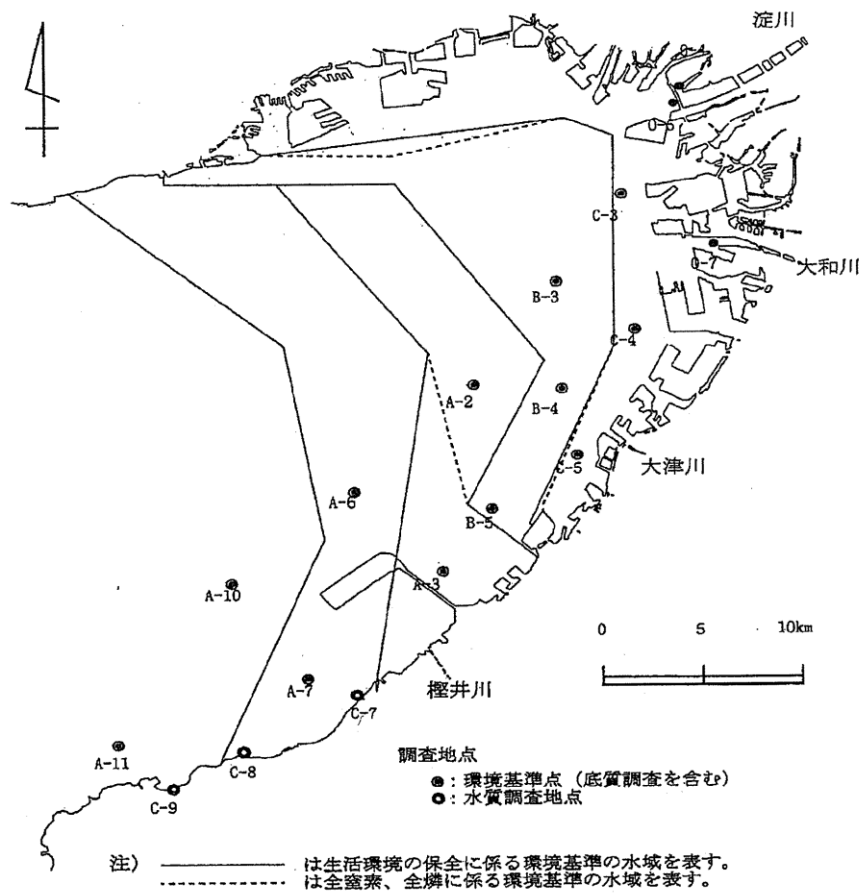 淀川
C-3
大和川
B-3
C-4
A-2
B-4
大津川
C-5
A-6
B-5
A-3
A-10
0 5 10km
A-7
樫井川
C-7
A-11
C-8
C-9
調査地点
◉：環境基準点（底質調査を含む）
○：水質調査地点
注） ――― は生活環境の保全に係る環境基準の水域を表す。
------- は全窒素、全燐に係る環境基準の水域を表す。